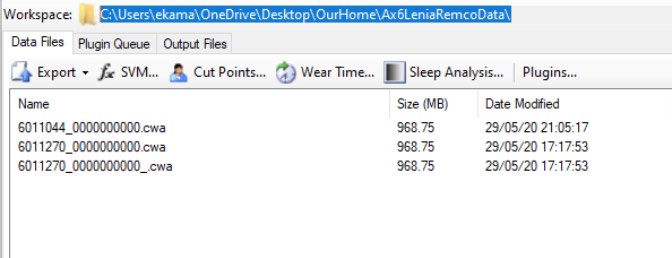 Workspace: C:\Users\ekama\OneDrive\Desktop\OurHome\Ax6LeniaRemcoData\
Data Files Plugin Queue Output Files
Export fx SVM... Cut Points... Wear Time... Sleep Analysis... Plugins...
Name Size (MB) Date Modified
6011044_0000000000.cwa 968.75 29/05/20 21:05:17
6011270_0000000000.cwa 968.75 29/05/20 17:17:53
6011270_0000000000_.cwa 968.75 29/05/20 17:17:53